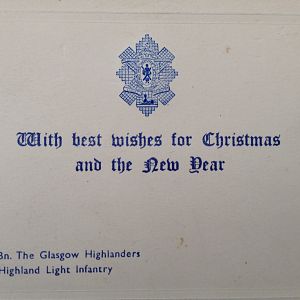 With best wishes for Christmas
and the New Year
Bn. The Glasgow Highlanders
Highland Light Infantry